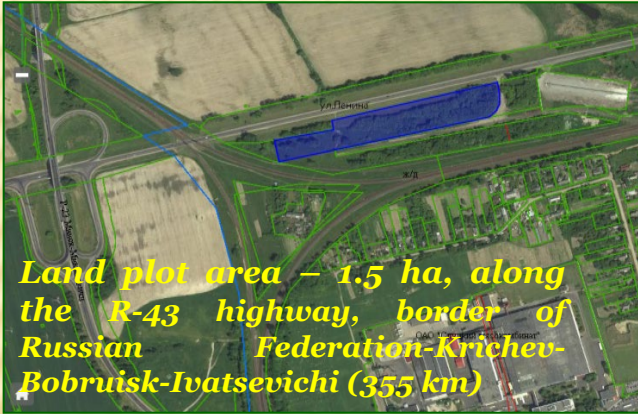 ул.Ленина
ж/д
Land plot area – 1.5 ha, along
the R-43 highway, border of
Russian Federation-Krichev-
Bobruisk-Ivatsevichi (355 km)